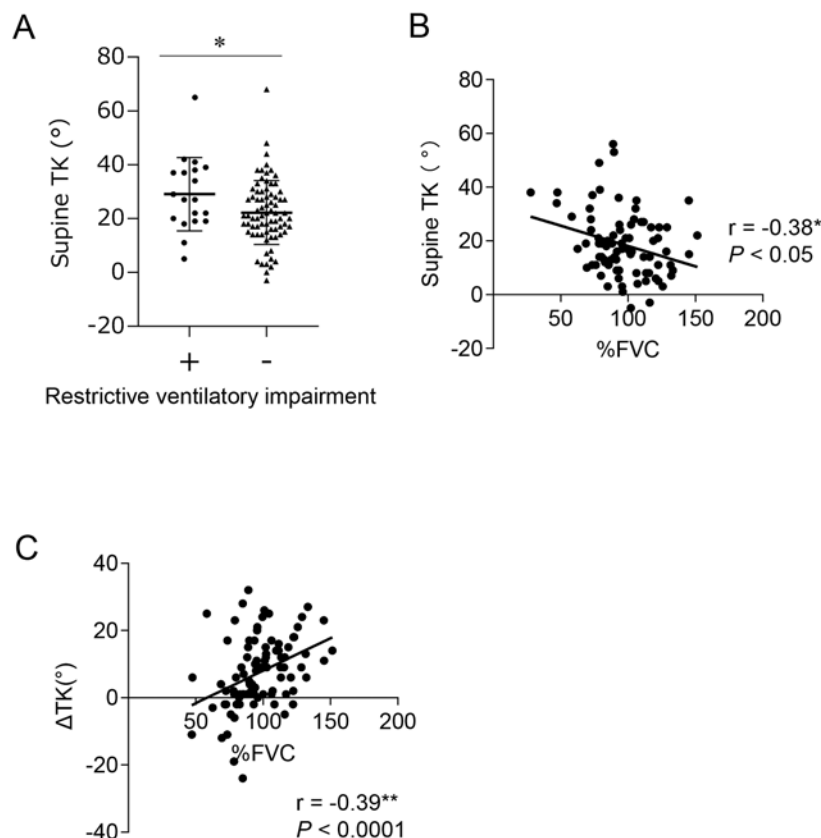 A
*
80
60
40
20
0
-20
Supine TK (°)
+ -
Restrictive ventilatory impairment
B
80
60
40
20
0
-20
Supine TK (°)
50 100 150 200
%FVC
r = -0.38*
P < 0.05
C
40
20
0
-20
-40
ΔTK(°)
50 100 150 200
%FVC
r = -0.39**
P < 0.0001